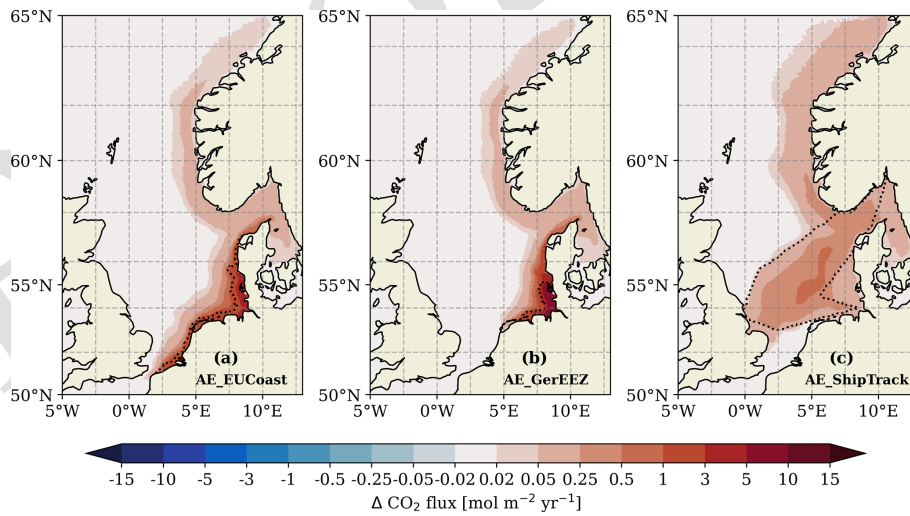 65°N 65°N 65°N
60°N 60°N 60°N
55°N 55°N 55°N
(a) (b) (c)
AE_EUCoast AE_GerEEZ AE_ShipTrack
50°N 50°N 50°N
5°W 0°W 5°E 10°E 5°W 0°W 5°E 10°E 5°W 0°W 5°E 10°E
-15 -10 -5 -3 -1 -0.5 -0.25 -0.05 -0.02 0.02 0.05 0.25 0.5 1 3 5 10 15
Δ CO₂ flux [mol m⁻² yr⁻¹]